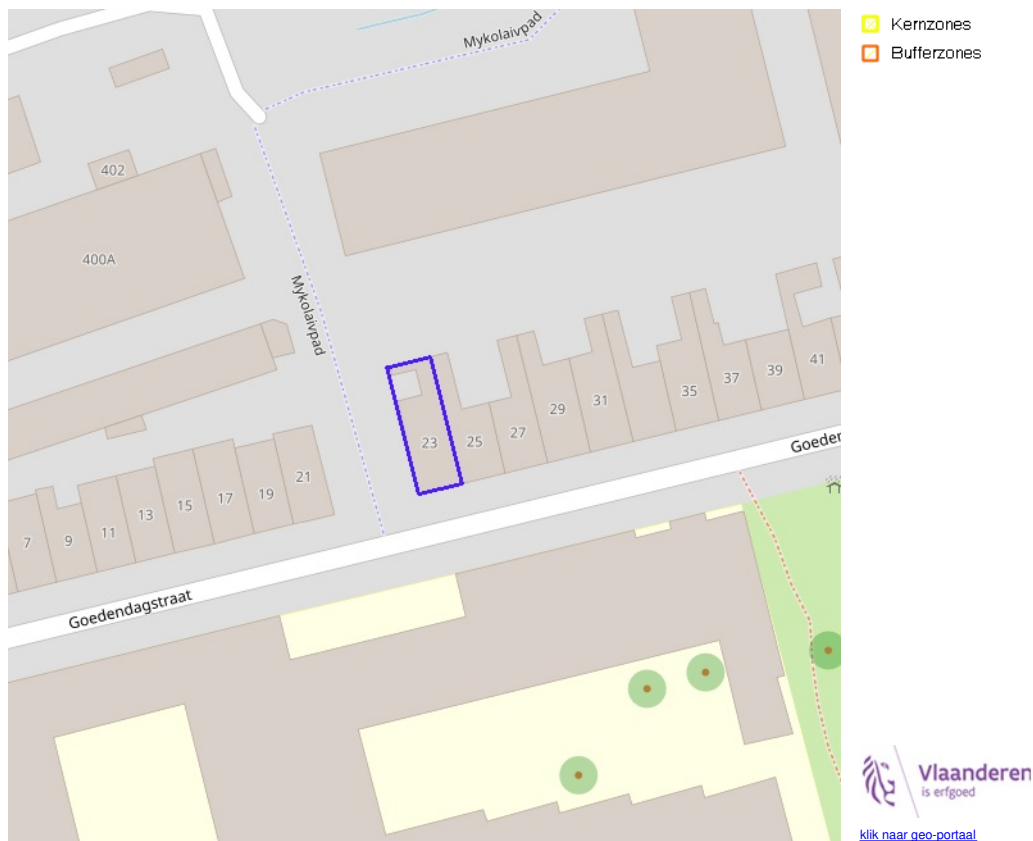 Mykolaivpad
402
400A
Mykolaivpad
41
39
37
35
31
29
27
25
23
21
19
17
15
13
11
9
7
Goeden
Goedendagstraat
Kernzones
Bufferzones
Vlaanderen
is erfgoed
klik naar geo-portaal